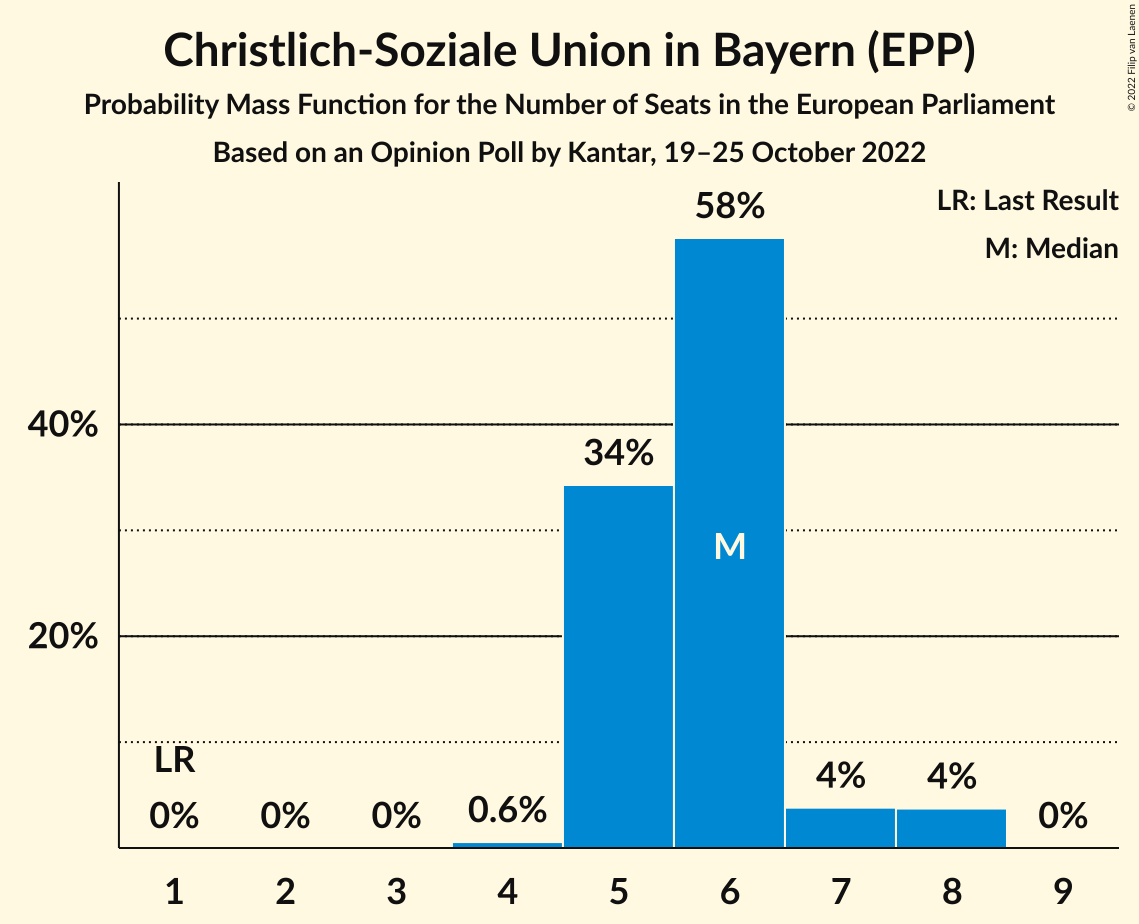 Christlich-Soziale Union in Bayern (EPP)
Probability Mass Function for the Number of Seats in the European Parliament
Based on an Opinion Poll by Kantar, 19–25 October 2022
© 2022 Filip van Laenen
LR: Last Result
M: Median
58%
40%
34%
M
20%
LR
0%
0%
0%
0.6%
4%
4%
0%
1
2
3
4
5
6
7
8
9